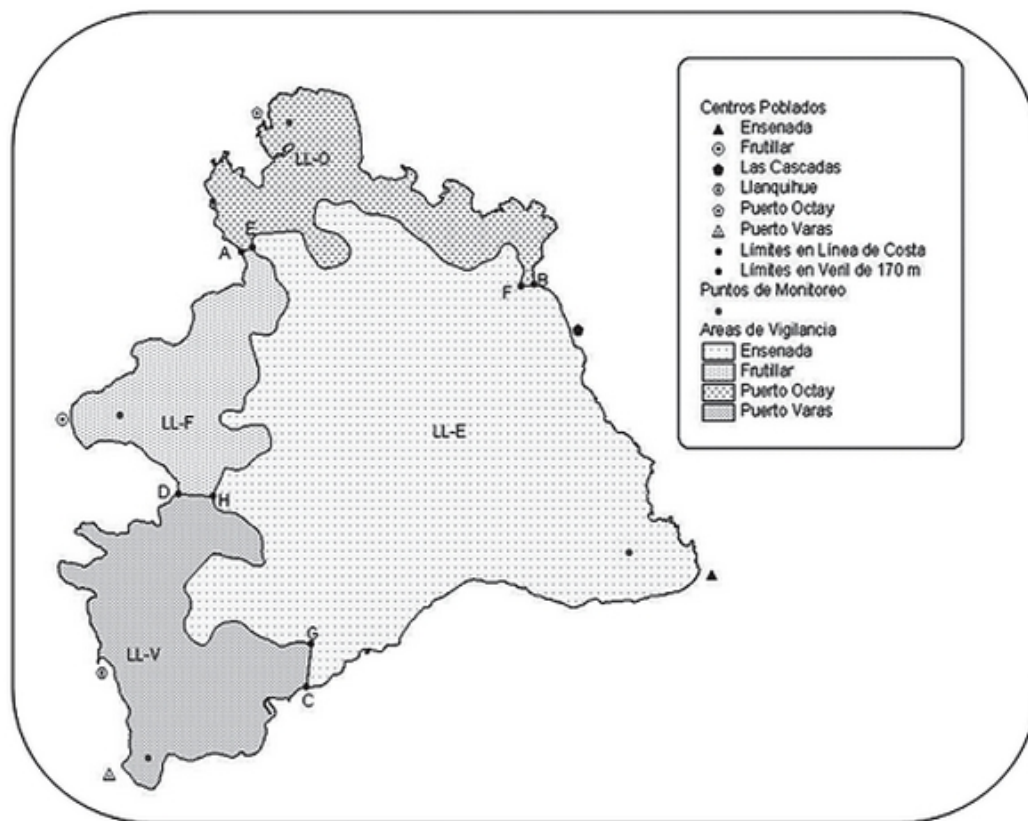 Centros Poblados
Ensenada
Frutillar
Las Cascadas
Llanquihue
Puerto Octay
Puerto Varas
Límites en Línea de Costa
Límites en Veril de 170 m
Puntos de Monitoreo
Areas de Vigilancia
Ensenada
Frutillar
Puerto Octay
Puerto Varas
LL-O
E
A
F
B
LL-F
LL-E
D
H
G
LL-V
C